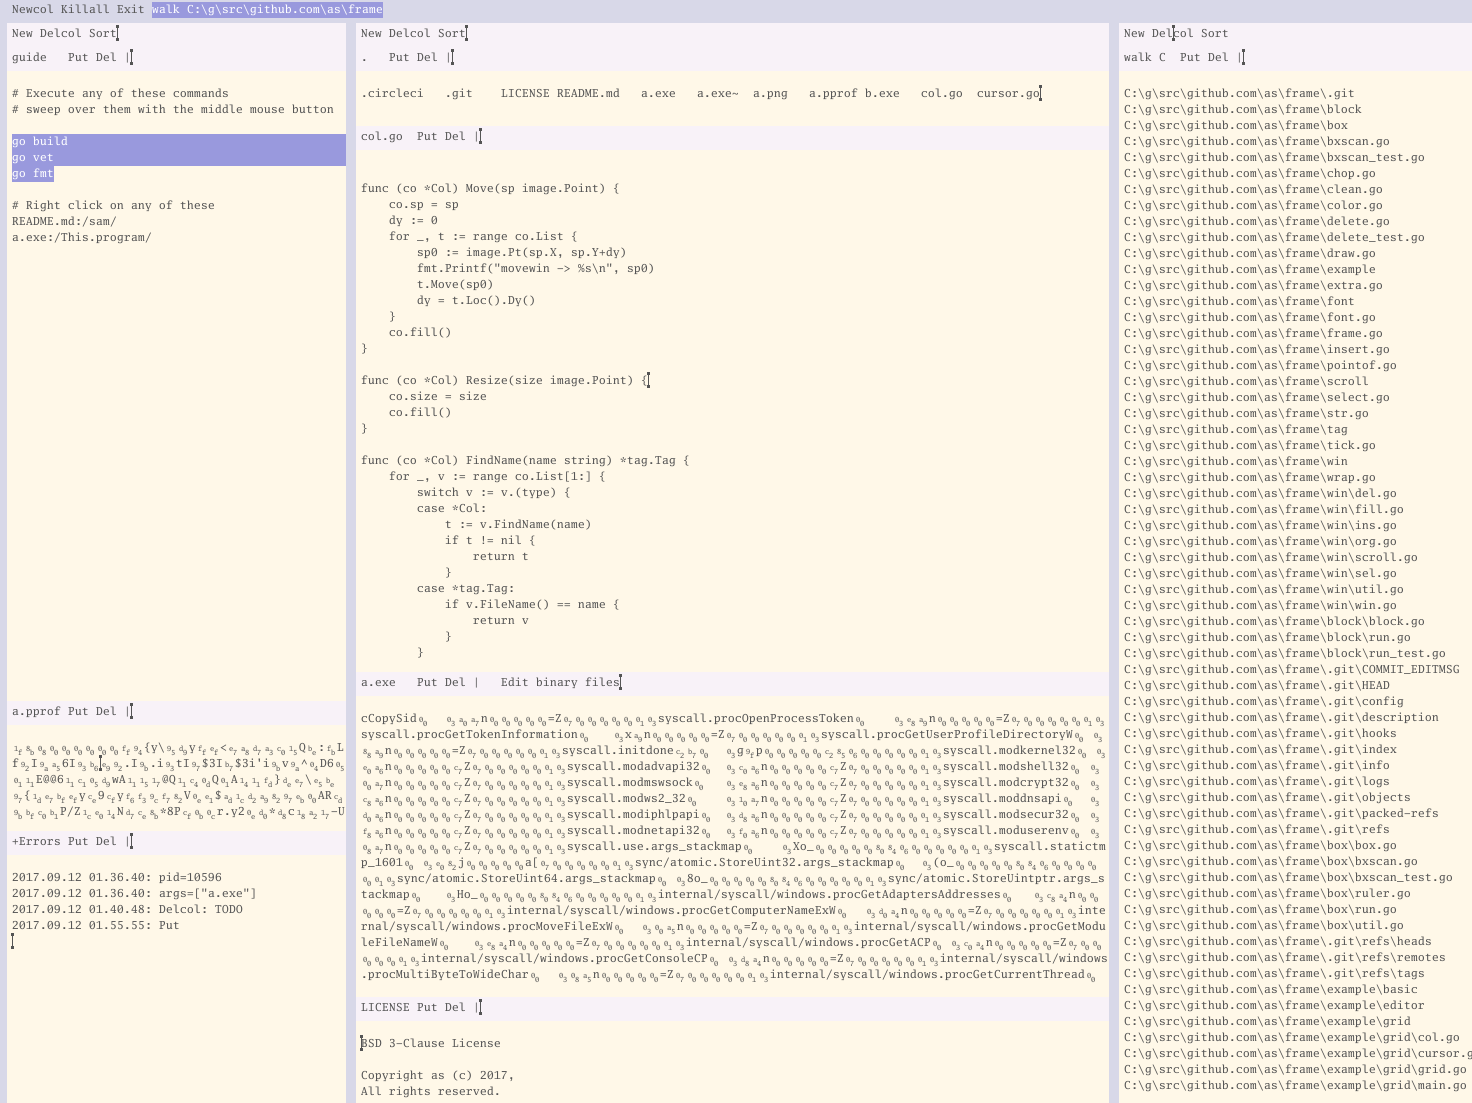 Newcol Killall Exit walk C:\g\src\github.com\as\frame
New Delcol Sort
guide   Put Del |
# Execute any of these commands
# sweep over them with the middle mouse button
go build
go vet
go fmt
# Right click on any of these
README.md:/sam/
a.exe:/This.program/
a.pprof Put Del |
+Errors Put Del |
2017.09.12 01.36.40: pid=10596
2017.09.12 01.36.40: args=["a.exe"]
2017.09.12 01.40.48: Delcol: TODO
2017.09.12 01.55.55: Put
New Delcol Sort
.   Put Del |
.circleci   .git    LICENSE README.md   a.exe   a.exe~  a.png   a.pprof b.exe   col.go  cursor.go
col.go  Put Del |
func (co *Col) Move(sp image.Point) {
    co.sp = sp
    dy := 0
    for _, t := range co.List {
        sp0 := image.Pt(sp.X, sp.Y+dy)
        fmt.Printf("movewin -> %s\n", sp0)
        t.Move(sp0)
        dy = t.Loc().Dy()
    }
    co.fill()
}
func (co *Col) Resize(size image.Point) {
    co.size = size
    co.fill()
}
func (co *Col) FindName(name string) *tag.Tag {
    for _, v := range co.List[1:] {
        switch v := v.(type) {
        case *Col:
            t := v.FindName(name)
            if t != nil {
                return t
            }
        case *tag.Tag:
            if v.FileName() == name {
                return v
            }
        }
a.exe   Put Del |   Edit binary files
cCopySid syscall.procOpenProcessToken
syscall.procGetTokenInformation syscall.procGetUserProfileDirectoryW
syscall.initdone syscall.modkernel32
syscall.modadvapi32 syscall.modshell32
syscall.modmswsock syscall.modcrypt32
syscall.modws2_32 syscall.moddnsapi
syscall.modiphlpapi syscall.modsecur32
syscall.modnetapi32 syscall.moduserenv
syscall.use.args_stackmap syscall.statictm
p_1601 sync/atomic.StoreUint32.args_stackmap
sync/atomic.StoreUint64.args_stackmap sync/atomic.StoreUintptr.args_s
tackmap internal/syscall/windows.procGetAdaptersAddresses
internal/syscall/windows.procGetComputerNameExW inte
rnal/syscall/windows.procMoveFileExW internal/syscall/windows.procGetModu
leFileNameW internal/syscall/windows.procGetACP
internal/syscall/windows.procGetConsoleCP internal/syscall/windows
.procMultiByteToWideChar internal/syscall/windows.procGetCurrentThread
LICENSE Put Del |
BSD 3-Clause License
Copyright as (c) 2017,
All rights reserved.
New Delcol Sort
walk C  Put Del |
C:\g\src\github.com\as\frame\.git
C:\g\src\github.com\as\frame\block
C:\g\src\github.com\as\frame\box
C:\g\src\github.com\as\frame\bxscan.go
C:\g\src\github.com\as\frame\bxscan_test.go
C:\g\src\github.com\as\frame\chop.go
C:\g\src\github.com\as\frame\clean.go
C:\g\src\github.com\as\frame\color.go
C:\g\src\github.com\as\frame\delete.go
C:\g\src\github.com\as\frame\delete_test.go
C:\g\src\github.com\as\frame\draw.go
C:\g\src\github.com\as\frame\example
C:\g\src\github.com\as\frame\extra.go
C:\g\src\github.com\as\frame\font
C:\g\src\github.com\as\frame\font.go
C:\g\src\github.com\as\frame\frame.go
C:\g\src\github.com\as\frame\insert.go
C:\g\src\github.com\as\frame\pointof.go
C:\g\src\github.com\as\frame\scroll
C:\g\src\github.com\as\frame\select.go
C:\g\src\github.com\as\frame\str.go
C:\g\src\github.com\as\frame\tag
C:\g\src\github.com\as\frame\tick.go
C:\g\src\github.com\as\frame\win
C:\g\src\github.com\as\frame\wrap.go
C:\g\src\github.com\as\frame\win\del.go
C:\g\src\github.com\as\frame\win\fill.go
C:\g\src\github.com\as\frame\win\ins.go
C:\g\src\github.com\as\frame\win\org.go
C:\g\src\github.com\as\frame\win\scroll.go
C:\g\src\github.com\as\frame\win\sel.go
C:\g\src\github.com\as\frame\win\util.go
C:\g\src\github.com\as\frame\win\win.go
C:\g\src\github.com\as\frame\block\block.go
C:\g\src\github.com\as\frame\block\run.go
C:\g\src\github.com\as\frame\block\run_test.go
C:\g\src\github.com\as\frame\.git\COMMIT_EDITMSG
C:\g\src\github.com\as\frame\.git\HEAD
C:\g\src\github.com\as\frame\.git\config
C:\g\src\github.com\as\frame\.git\description
C:\g\src\github.com\as\frame\.git\hooks
C:\g\src\github.com\as\frame\.git\index
C:\g\src\github.com\as\frame\.git\info
C:\g\src\github.com\as\frame\.git\logs
C:\g\src\github.com\as\frame\.git\objects
C:\g\src\github.com\as\frame\.git\packed-refs
C:\g\src\github.com\as\frame\.git\refs
C:\g\src\github.com\as\frame\box\box.go
C:\g\src\github.com\as\frame\box\bxscan.go
C:\g\src\github.com\as\frame\box\bxscan_test.go
C:\g\src\github.com\as\frame\box\ruler.go
C:\g\src\github.com\as\frame\box\run.go
C:\g\src\github.com\as\frame\box\util.go
C:\g\src\github.com\as\frame\.git\refs\heads
C:\g\src\github.com\as\frame\.git\refs\remotes
C:\g\src\github.com\as\frame\.git\refs\tags
C:\g\src\github.com\as\frame\example\basic
C:\g\src\github.com\as\frame\example\editor
C:\g\src\github.com\as\frame\example\grid
C:\g\src\github.com\as\frame\example\grid\col.go
C:\g\src\github.com\as\frame\example\grid\cursor.g
C:\g\src\github.com\as\frame\example\grid\grid.go
C:\g\src\github.com\as\frame\example\grid\main.go